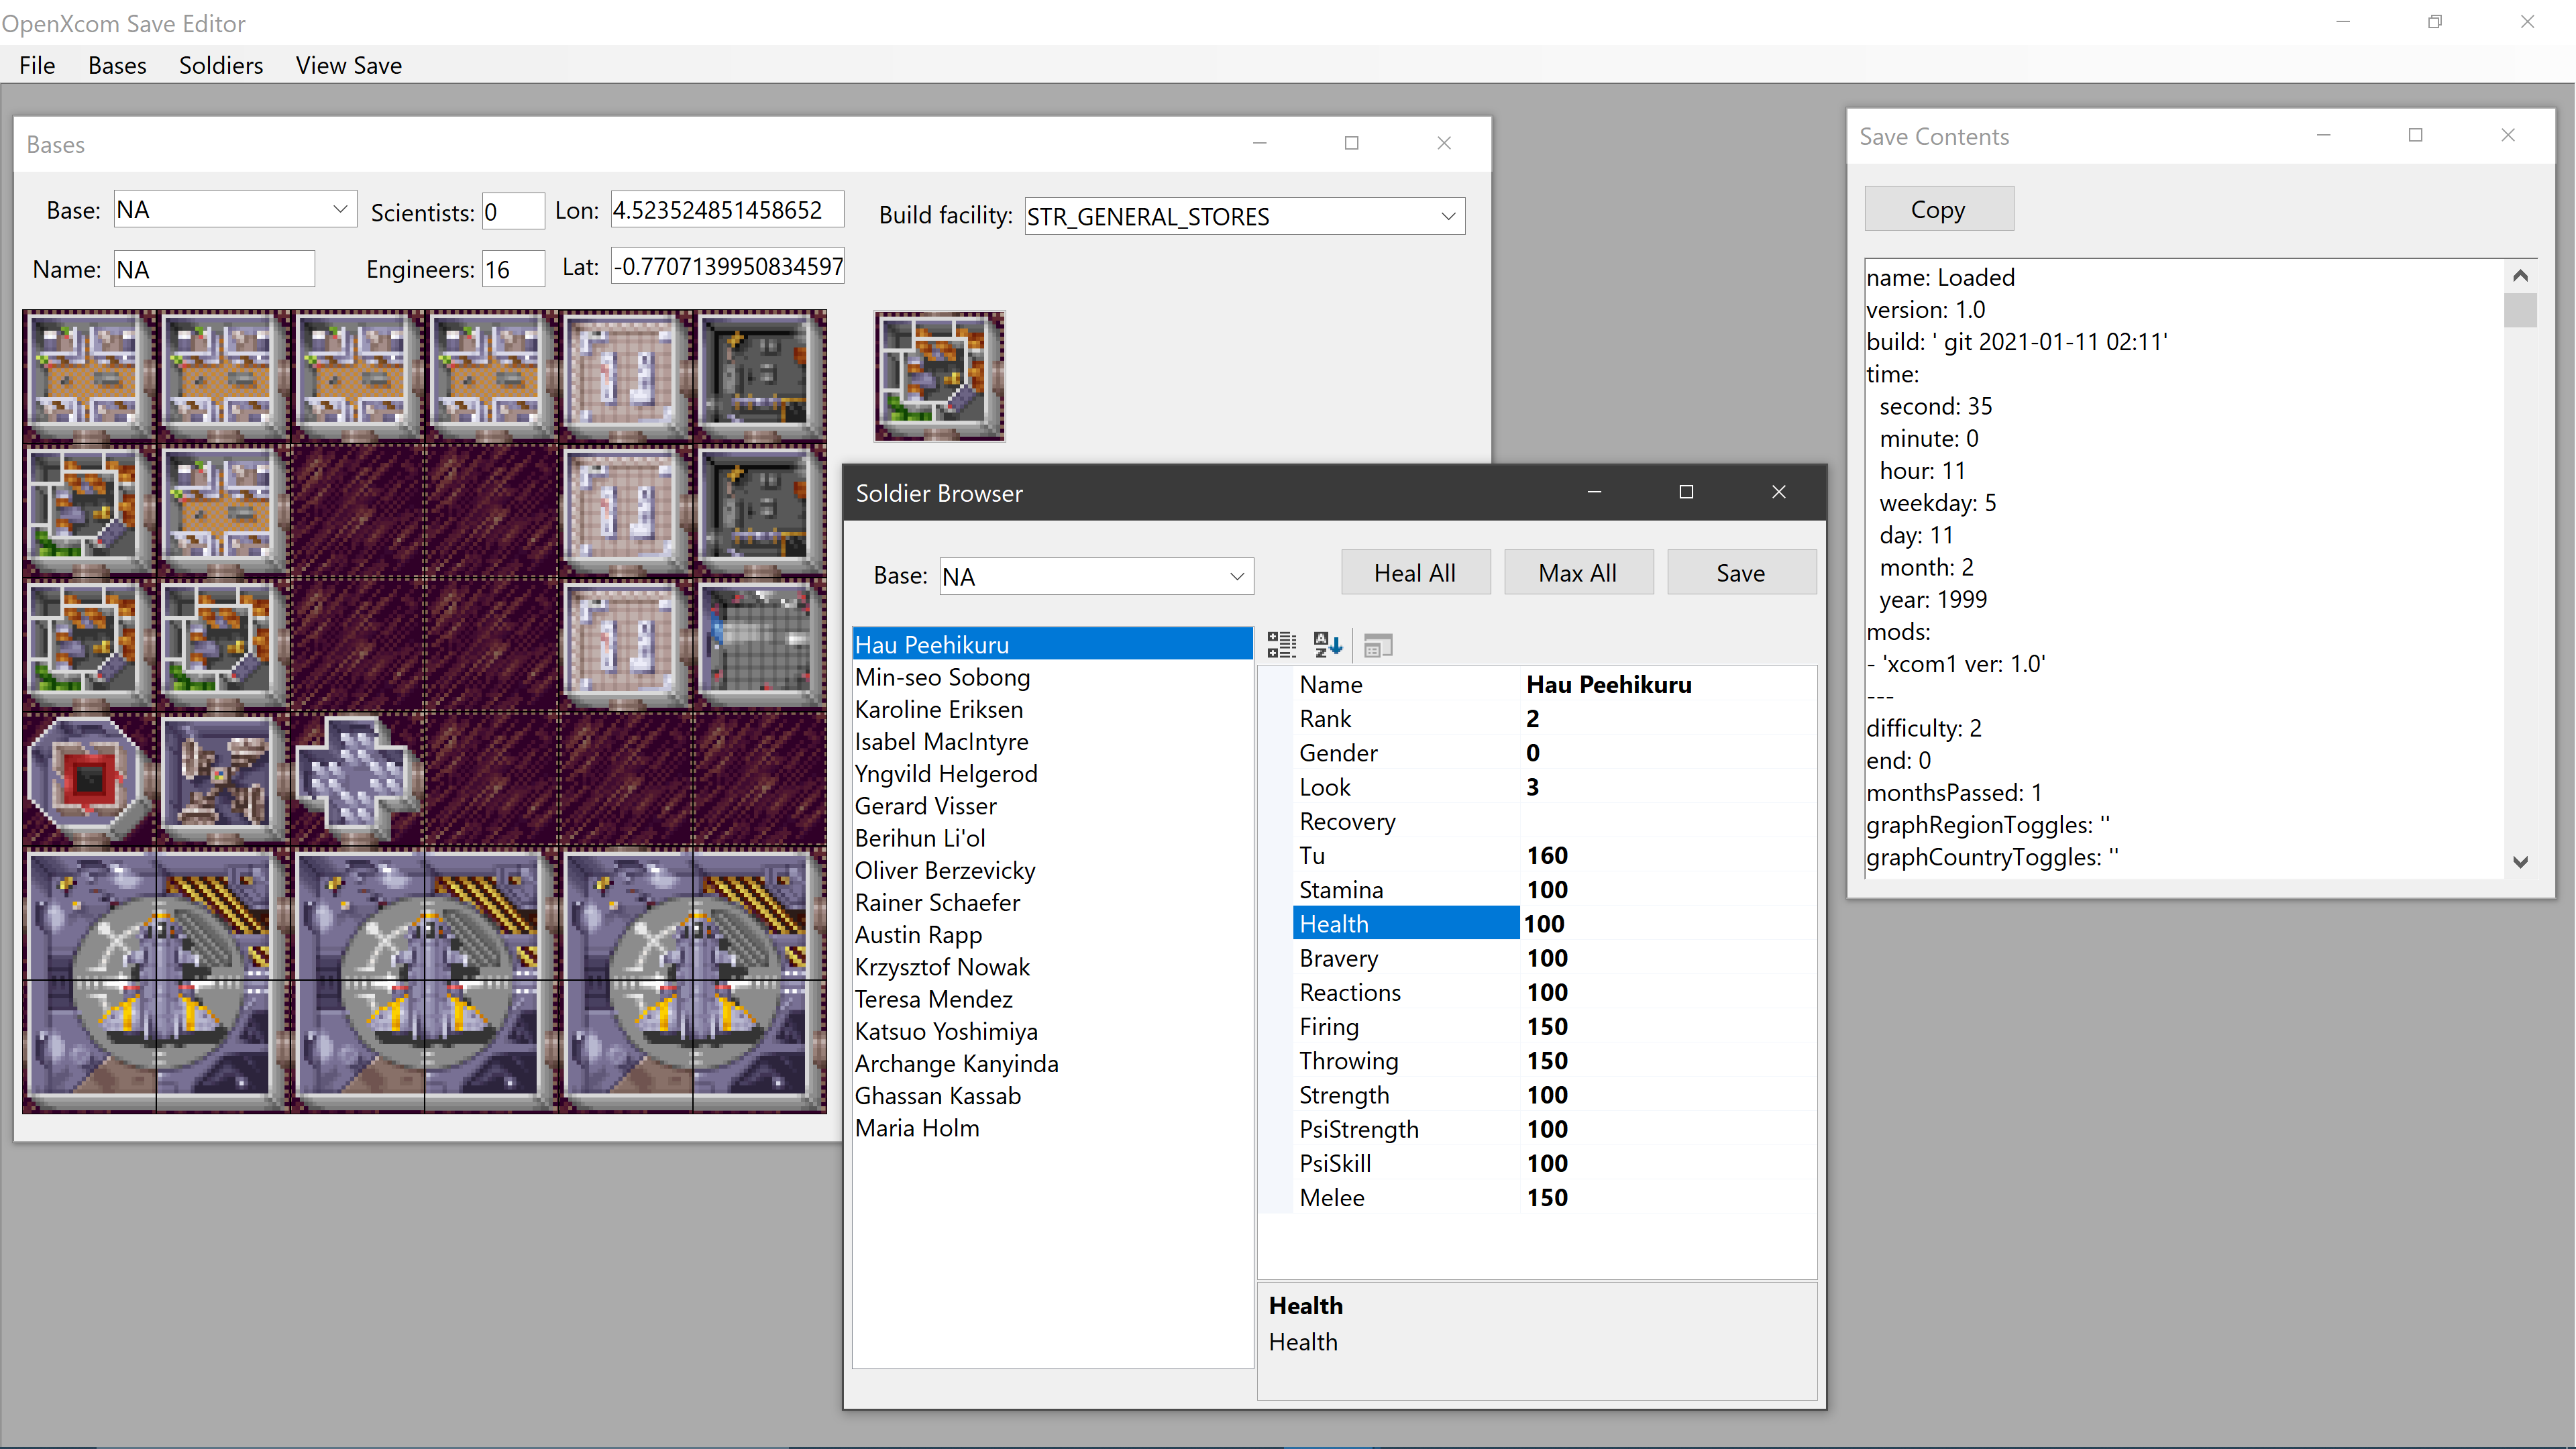 OpenXcom Save Editor
File Bases Soldiers View Save
Bases
Base: NA Scientists: 0 Lon: 4.523524851458652 Build facility: STR_GENERAL_STORES
Name: NA Engineers: 16 Lat: -0.7707139950834597
Soldier Browser
Base: NA Heal All Max All Save
Hau Peehikuru
Min-seo Sobong
Karoline Eriksen
Isabel MacIntyre
Yngvild Helgerod
Gerard Visser
Berihun Li'ol
Oliver Berzevicky
Rainer Schaefer
Austin Rapp
Krzysztof Nowak
Teresa Mendez
Katsuo Yoshimiya
Archange Kanyinda
Ghassan Kassab
Maria Holm
Name Hau Peehikuru
Rank 2
Gender 0
Look 3
Recovery
Tu 160
Stamina 100
Health 100
Bravery 100
Reactions 100
Firing 150
Throwing 150
Strength 100
PsiStrength 100
PsiSkill 100
Melee 150
Health
Health
Save Contents
Copy
name: Loaded
version: 1.0
build: ' git 2021-01-11 02:11'
time:
second: 35
minute: 0
hour: 11
weekday: 5
day: 11
month: 2
year: 1999
mods:
- 'xcom1 ver: 1.0'
---
difficulty: 2
end: 0
monthsPassed: 1
graphRegionToggles: ''
graphCountryToggles: ''